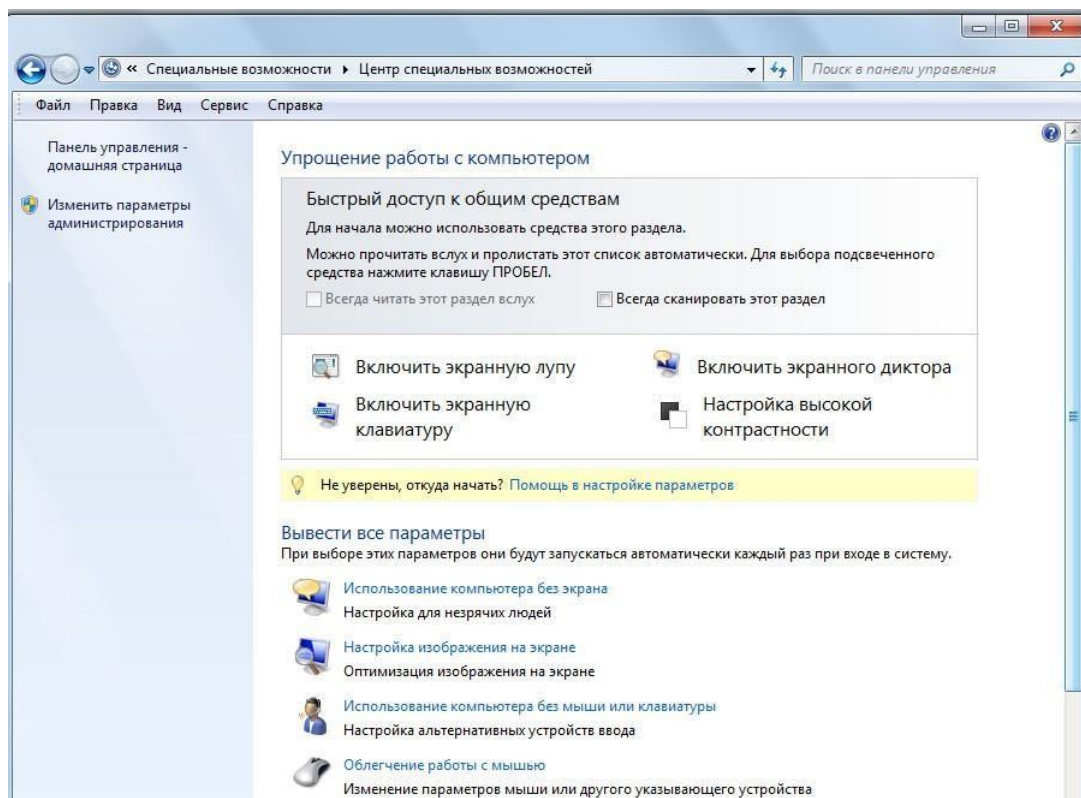 « Специальные возможности ▸ Центр специальных возможностей
Поиск в панели управления
Файл Правка Вид Сервис Справка
Панель управления -
домашняя страница
Изменить параметры
администрирования
Упрощение работы с компьютером
Быстрый доступ к общим средствам
Для начала можно использовать средства этого раздела.
Можно прочитать вслух и пролистать этот список автоматически. Для выбора подсвеченного
средства нажмите клавишу ПРОБЕЛ.
Всегда читать этот раздел вслух
Всегда сканировать этот раздел
Включить экранную лупу
Включить экранного диктора
Включить экранную
клавиатуру
Настройка высокой
контрастности
Не уверены, откуда начать? Помощь в настройке параметров
Вывести все параметры
При выборе этих параметров они будут запускаться автоматически каждый раз при входе в систему.
Использование компьютера без экрана
Настройка для незрячих людей
Настройка изображения на экране
Оптимизация изображения на экране
Использование компьютера без мыши или клавиатуры
Настройка альтернативных устройств ввода
Облегчение работы с мышью
Изменение параметров мыши или другого указывающего устройства